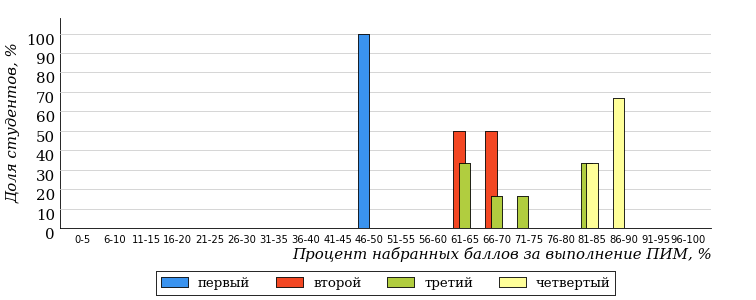 Доля студентов, %
100
90
80
70
60
50
40
30
20
10
0
0-5 6-10 11-15 16-20 21-25 26-30 31-35 36-40 41-45 46-50 51-55 56-60 61-65 66-70 71-75 76-80 81-85 86-90 91-95 96-100
Процент набранных баллов за выполнение ПИМ, %
первый второй третий четвертый